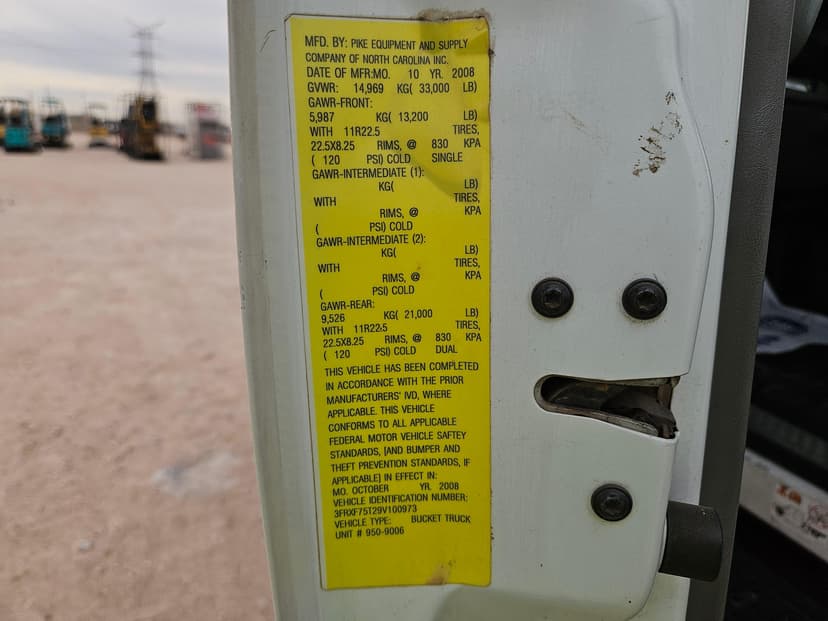 MFD. BY: PIKE EQUIPMENT AND SUPPLY
COMPANY OF NORTH CAROLINA INC.
DATE OF MFR:MO. 10 YR. 2008
GVWR: 14,969 KG( 33,000 LB)
GAWR-FRONT:
5,987 KG( 13,200 LB)
WITH 11R22.5 TIRES,
22.5X8.25 RIMS, @ 830 KPA
( 120 PSI) COLD SINGLE
GAWR-INTERMEDIATE (1):
KG( LB)
WITH TIRES,
RIMS, @ KPA
( PSI) COLD
GAWR-INTERMEDIATE (2):
KG( LB)
WITH TIRES,
RIMS, @ KPA
( PSI) COLD
GAWR-REAR:
9,526 KG( 21,000 LB)
WITH 11R22.5 TIRES,
22.5X8.25 RIMS, @ 830 KPA
( 120 PSI) COLD DUAL
THIS VEHICLE HAS BEEN COMPLETED
IN ACCORDANCE WITH THE PRIOR
MANUFACTURERS' IVD, WHERE
APPLICABLE. THIS VEHICLE
CONFORMS TO ALL APPLICABLE
FEDERAL MOTOR VEHICLE SAFTEY
STANDARDS, [AND BUMPER AND
THEFT PREVENTION STANDARDS, IF
APPLICABLE] IN EFFECT IN:
MO. OCTOBER YR. 2008
VEHICLE IDENTIFICATION NUMBER:
3FRXF75T29V100973
VEHICLE TYPE: BUCKET TRUCK
UNIT # 950-9006